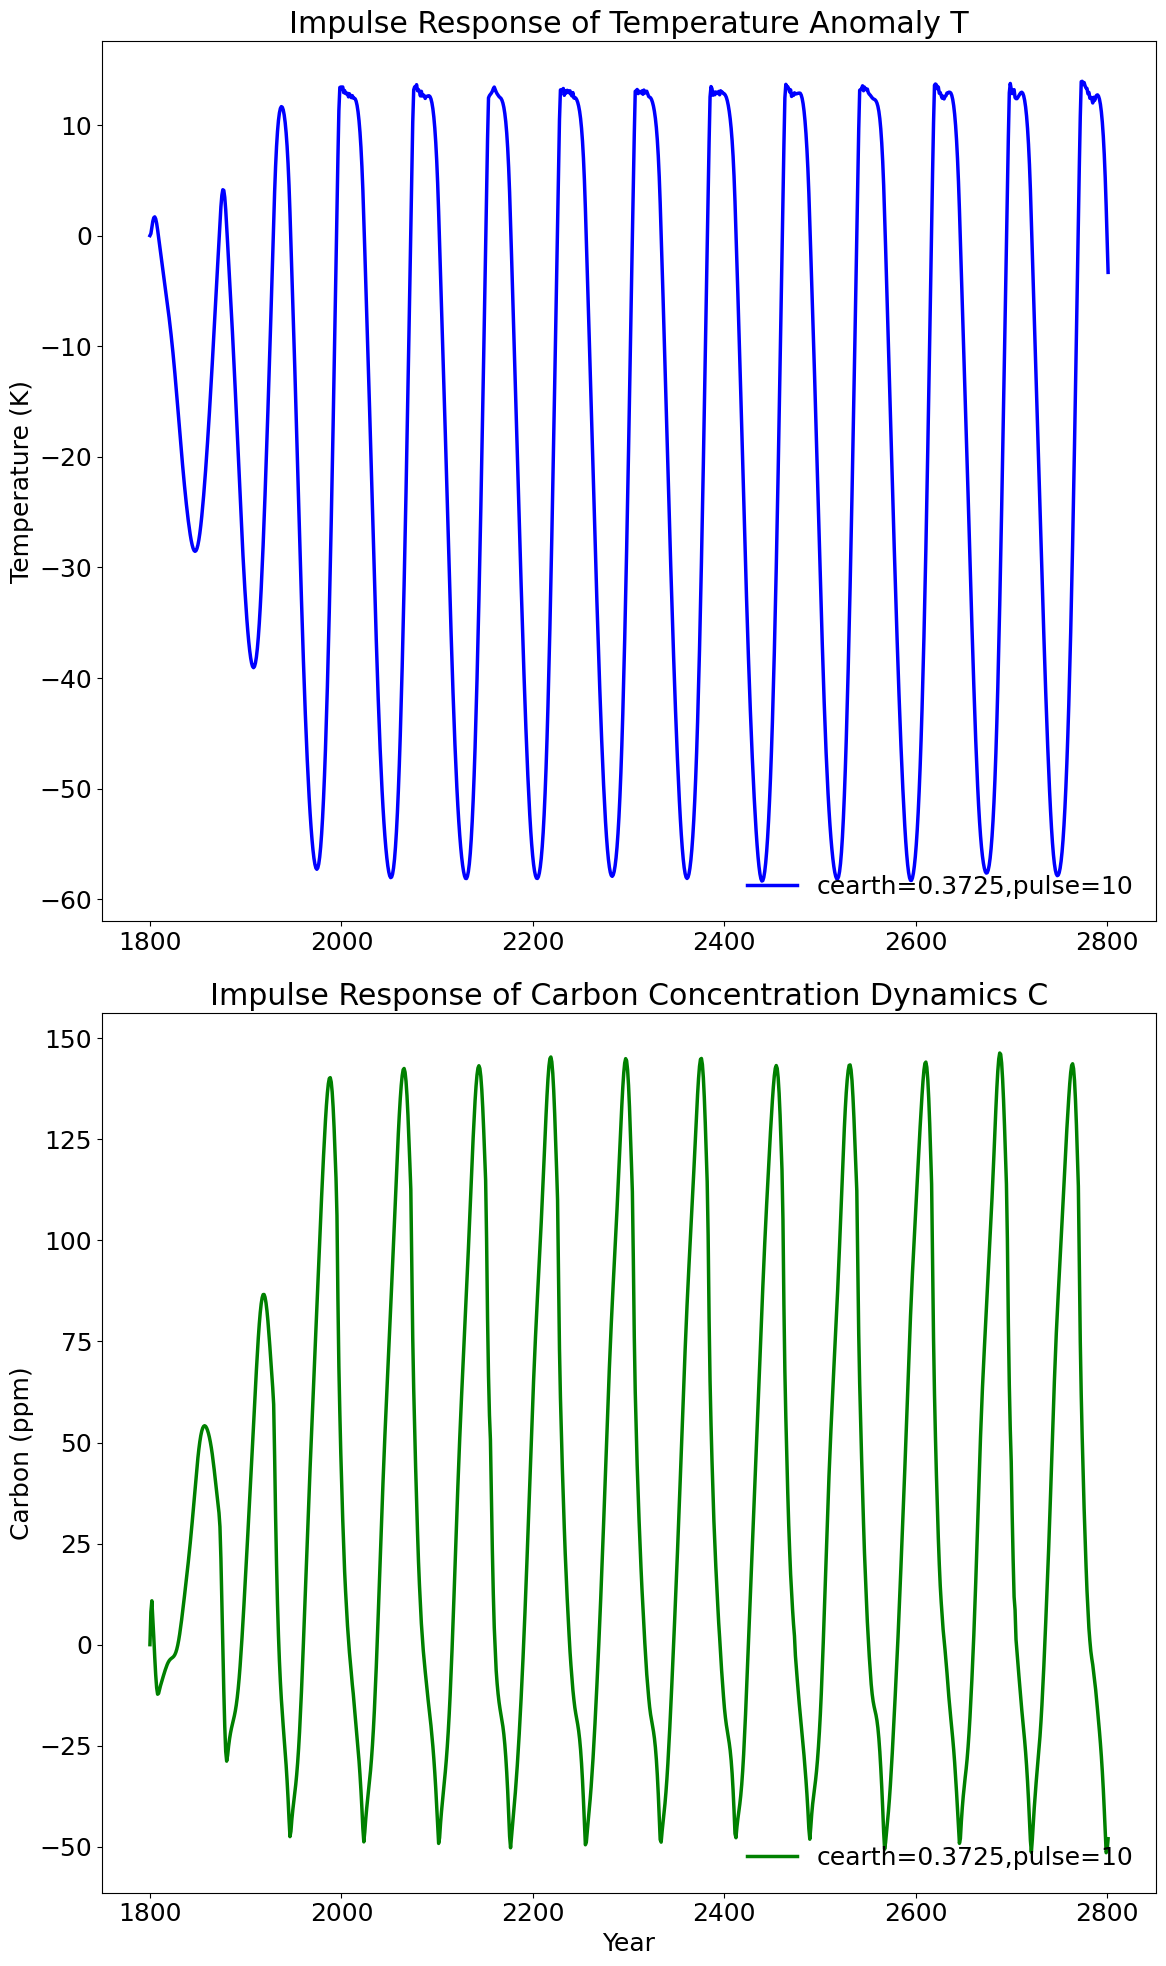 Impulse Response of Temperature Anomaly T
Temperature (K)
10
0
−10
−20
−30
−40
−50
−60
cearth=0.3725,pulse=10
1800 2000 2200 2400 2600 2800
Impulse Response of Carbon Concentration Dynamics C
Carbon (ppm)
150
125
100
75
50
25
0
−25
−50
cearth=0.3725,pulse=10
1800 2000 2200 2400 2600 2800
Year